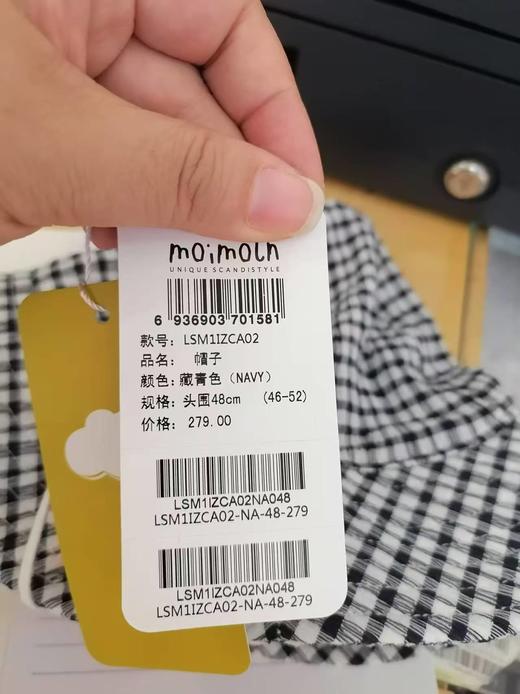 moimoln
UNIQUE SCANDISTYLE
6 936903 701581
款号: LSM1IZCA02
品名: 帽子
颜色: 藏青色（NAVY）
规格: 头围48cm (46-52)
价格: 279.00
LSM1IZCA02NA048
LSM1IZCA02-NA-48-279
LSM1IZCA02NA048
LSM1IZCA02-NA-48-279